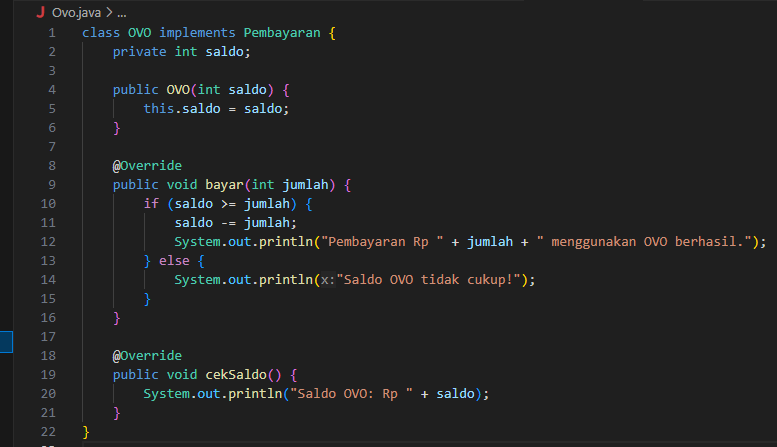 J Ovo.java > ...
1 class OVO implements Pembayaran {
2     private int saldo;
3
4     public OVO(int saldo) {
5         this.saldo = saldo;
6     }
7
8     @Override
9     public void bayar(int jumlah) {
10         if (saldo >= jumlah) {
11             saldo -= jumlah;
12             System.out.println("Pembayaran Rp " + jumlah + " menggunakan OVO berhasil.");
13         } else {
14             System.out.println(x:"Saldo OVO tidak cukup!");
15         }
16     }
17
18     @Override
19     public void cekSaldo() {
20         System.out.println("Saldo OVO: Rp " + saldo);
21     }
22 }